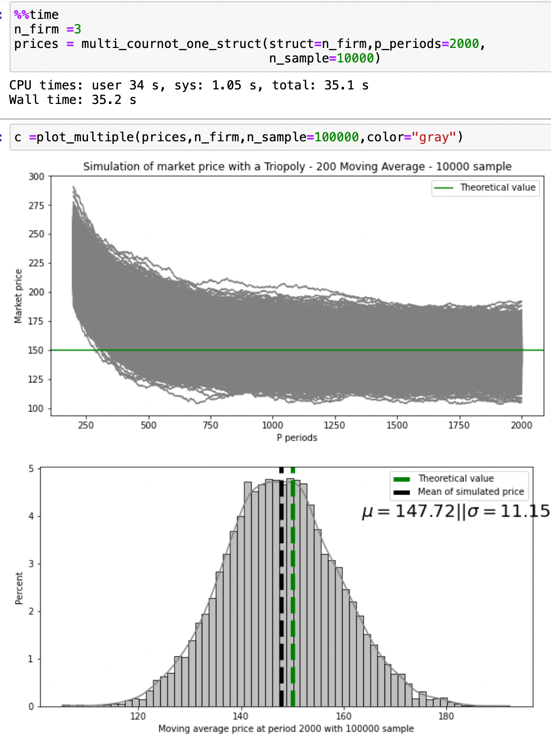 %%time
n_firm =3
prices = multi_cournot_one_struct(struct=n_firm,p_periods=2000,
n_sample=10000)
CPU times: user 34 s, sys: 1.05 s, total: 35.1 s
Wall time: 35.2 s
c =plot_multiple(prices,n_firm,n_sample=100000,color="gray")
Simulation of market price with a Triopoly - 200 Moving Average - 10000 sample
300
275
250
225
200
175
150
125
100
Market price
Theoretical value
250 500 750 1000 1250 1500 1750 2000
P periods
5
4
3
2
1
0
Percent
Theoretical value
Mean of simulated price
μ = 147.72||σ = 11.15
120 140 160 180
Moving average price at period 2000 with 100000 sample